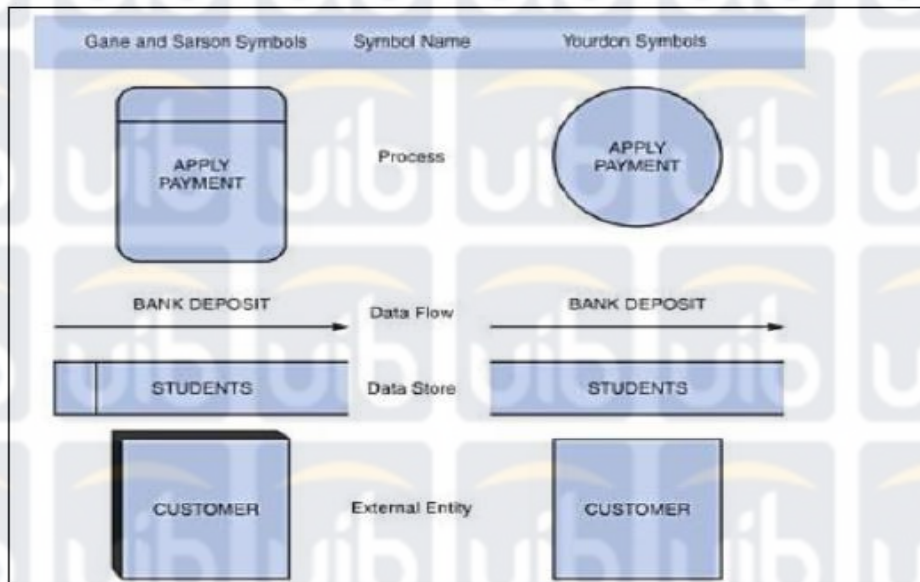 Gane and Sarson Symbols Symbol Name Yourdon Symbols
APPLY
PAYMENT
Process
APPLY
PAYMENT
BANK DEPOSIT Data Flow BANK DEPOSIT
STUDENTS Data Store STUDENTS
CUSTOMER External Entity CUSTOMER
uib